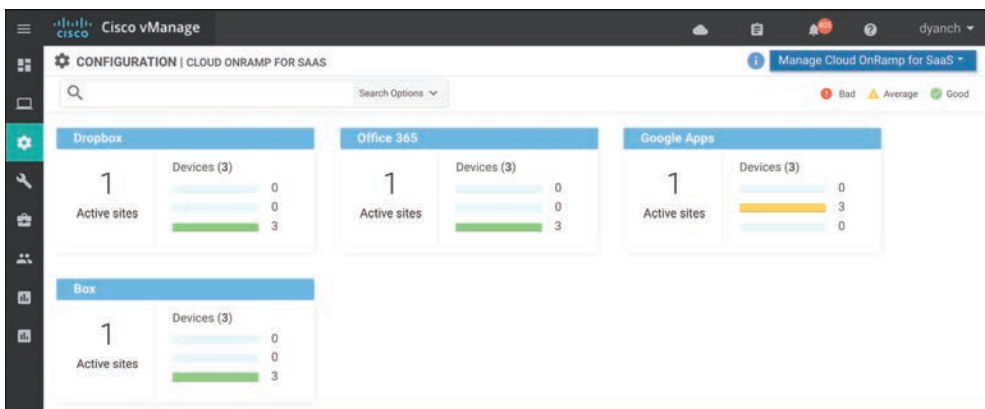 CISCO Cisco vManage 403 dyanch
CONFIGURATION | CLOUD ONRAMP FOR SAAS Manage Cloud OnRamp for SaaS
Search Options Bad Average Good
Dropbox
1
Active sites
Devices (3)
0
0
3
Office 365
1
Active sites
Devices (3)
0
0
3
Google Apps
1
Active sites
Devices (3)
0
3
0
Box
1
Active sites
Devices (3)
0
0
3